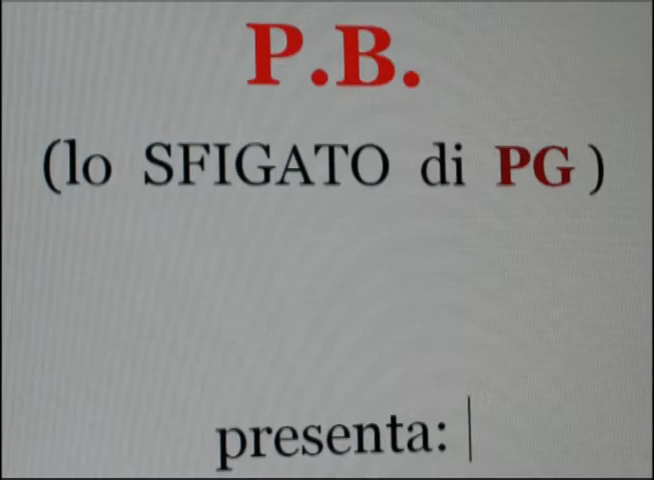 P.B.
(lo SFIGATO di PG )
presenta: